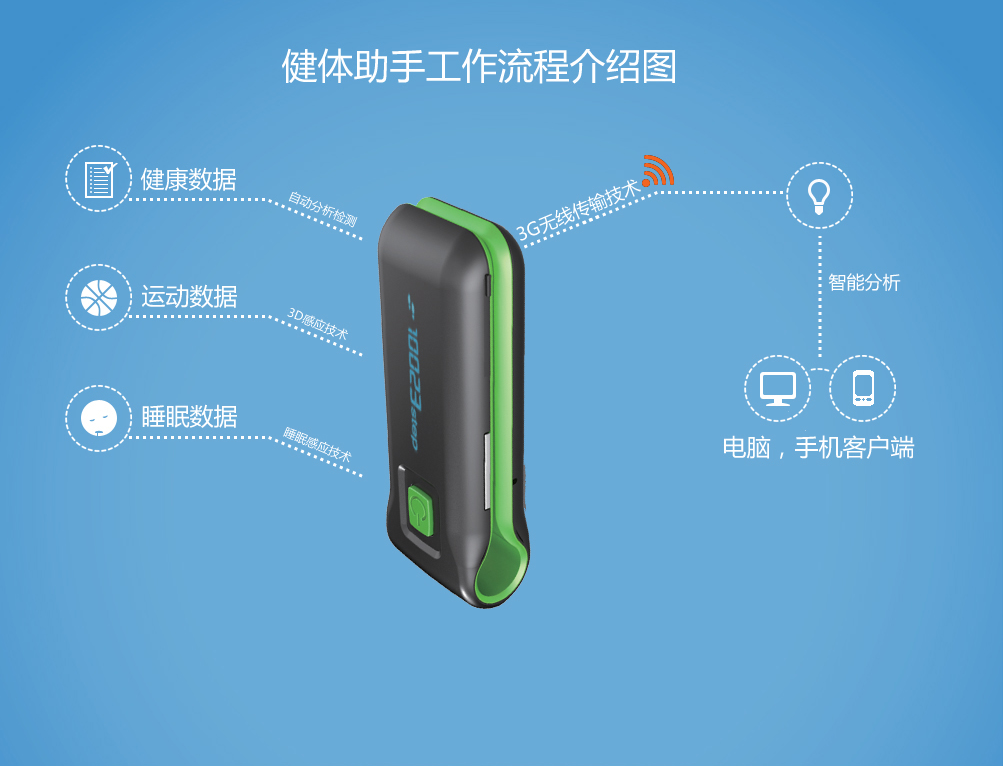 健体助手工作流程介绍图
健康数据
自动分析检测
运动数据
3D感应技术
睡眠数据
睡眠感应技术
10023step
3G无线传输技术
智能分析
电脑，手机客户端